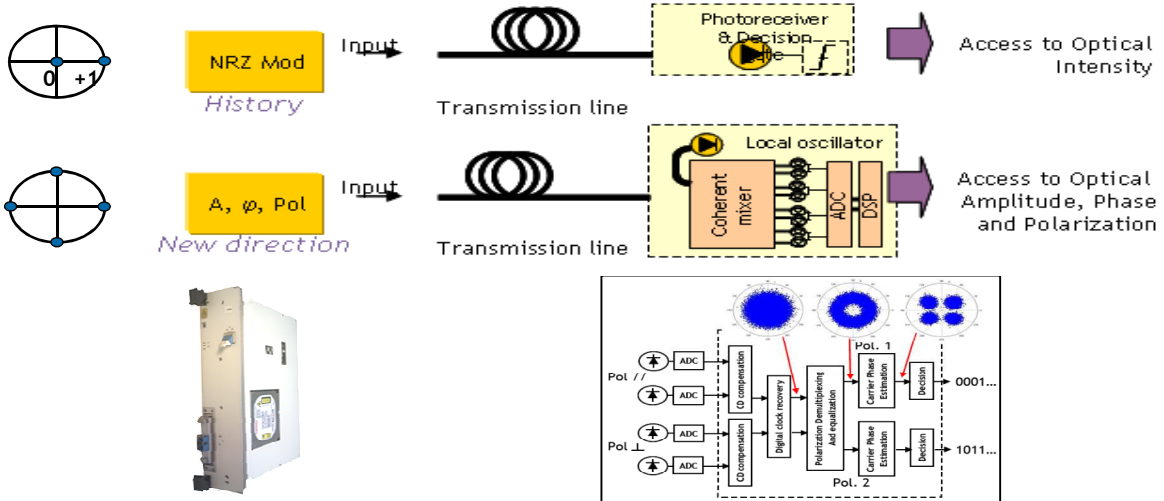 0 +1
NRZ Mod
History
Input
Transmission line
Photoreceiver
& Decision
Access to Optical
Intensity
A, φ, Pol
New direction
Input
Transmission line
Local oscillator
Coherent
mixer
ADC
DSP
Access to Optical
Amplitude, Phase
and Polarization
Pol //
Pol ⊥
ADC
ADC
ADC
ADC
CD compensation
CD compensation
Digital clock recovery
Polarization Demultiplexing
And equalization
Pol. 1
Carrier Phase
Estimation
Decision
0001...
Carrier Phase
Estimation
Decision
1011...
Pol. 2